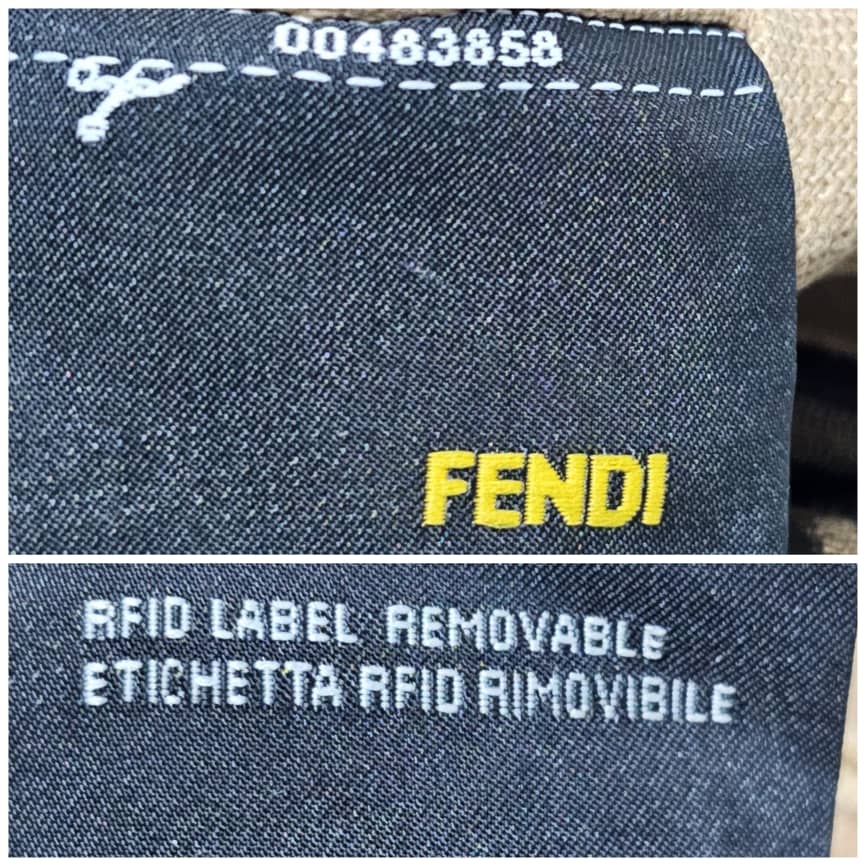 00483858
FENDI
RFID LABEL REMOVABLE
ETICHETTA RFID RIMOVIBILE